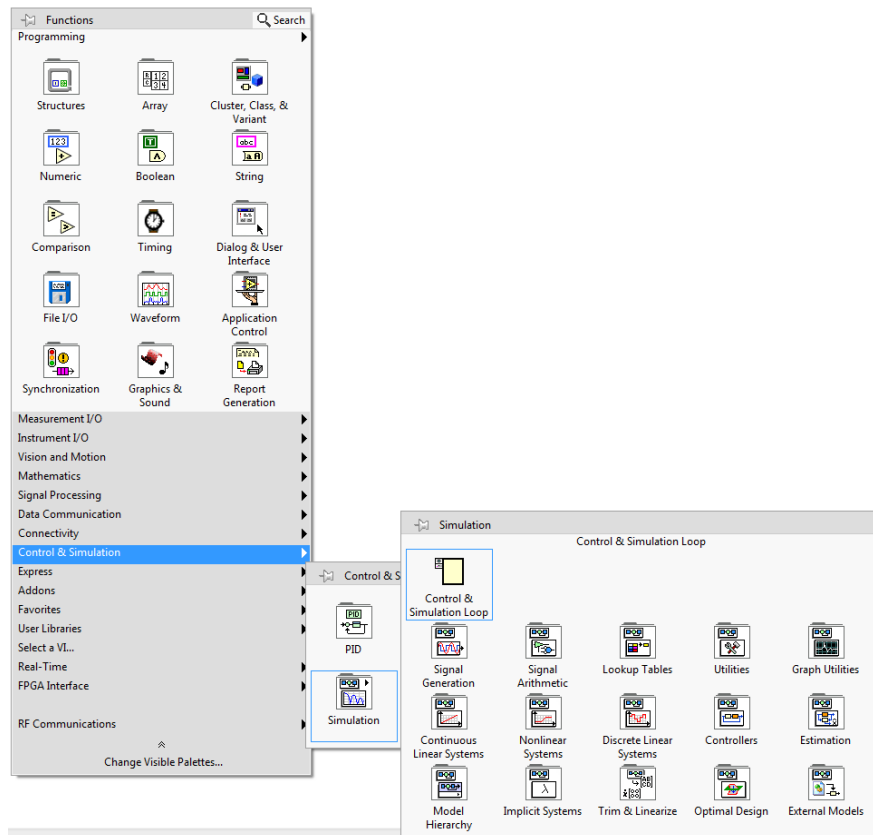 Functions
Search
Programming
Structures
Array
Cluster, Class, &
Variant
Numeric
Boolean
String
Comparison
Timing
Dialog & User
Interface
File I/O
Waveform
Application
Control
Synchronization
Graphics &
Sound
Report
Generation
Measurement I/O
Instrument I/O
Vision and Motion
Mathematics
Signal Processing
Data Communication
Connectivity
Control & Simulation
Express
Addons
Favorites
User Libraries
Select a VI...
Real-Time
FPGA Interface
RF Communications
Change Visible Palettes...
Control & S
PID
PID
Simulation
Simulation
Control & Simulation Loop
Control &
Simulation Loop
Signal
Generation
Signal
Arithmetic
Lookup Tables
Utilities
Graph Utilities
Continuous
Linear Systems
Nonlinear
Systems
Discrete Linear
Systems
Controllers
Estimation
Model
Hierarchy
Implicit Systems
Trim & Linearize
Optimal Design
External Models